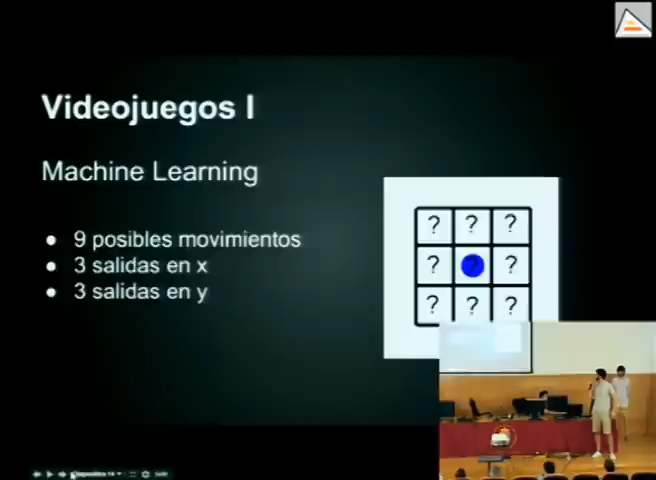 Videojuegos I
Machine Learning
● 9 posibles movimientos
● 3 salidas en x
● 3 salidas en y
? ? ?
? ? ?
? ? ?